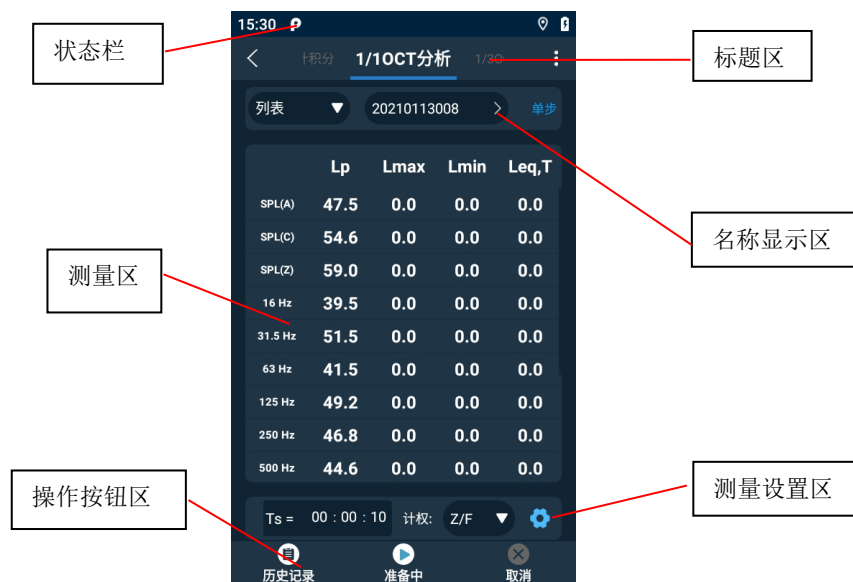 15:30
状态栏
积分 1/1OCT分析 1/3O
标题区
列表 20210113008 单步
Lp Lmax Lmin Leq,T
SPL(A) 47.5 0.0 0.0 0.0
SPL(C) 54.6 0.0 0.0 0.0
名称显示区
SPL(Z) 59.0 0.0 0.0 0.0
测量区
16 Hz 39.5 0.0 0.0 0.0
31.5 Hz 51.5 0.0 0.0 0.0
63 Hz 41.5 0.0 0.0 0.0
125 Hz 49.2 0.0 0.0 0.0
250 Hz 46.8 0.0 0.0 0.0
500 Hz 44.6 0.0 0.0 0.0
操作按钮区
测量设置区
Ts = 00 : 00 : 10 计权: Z/F
历史记录 准备中 取消